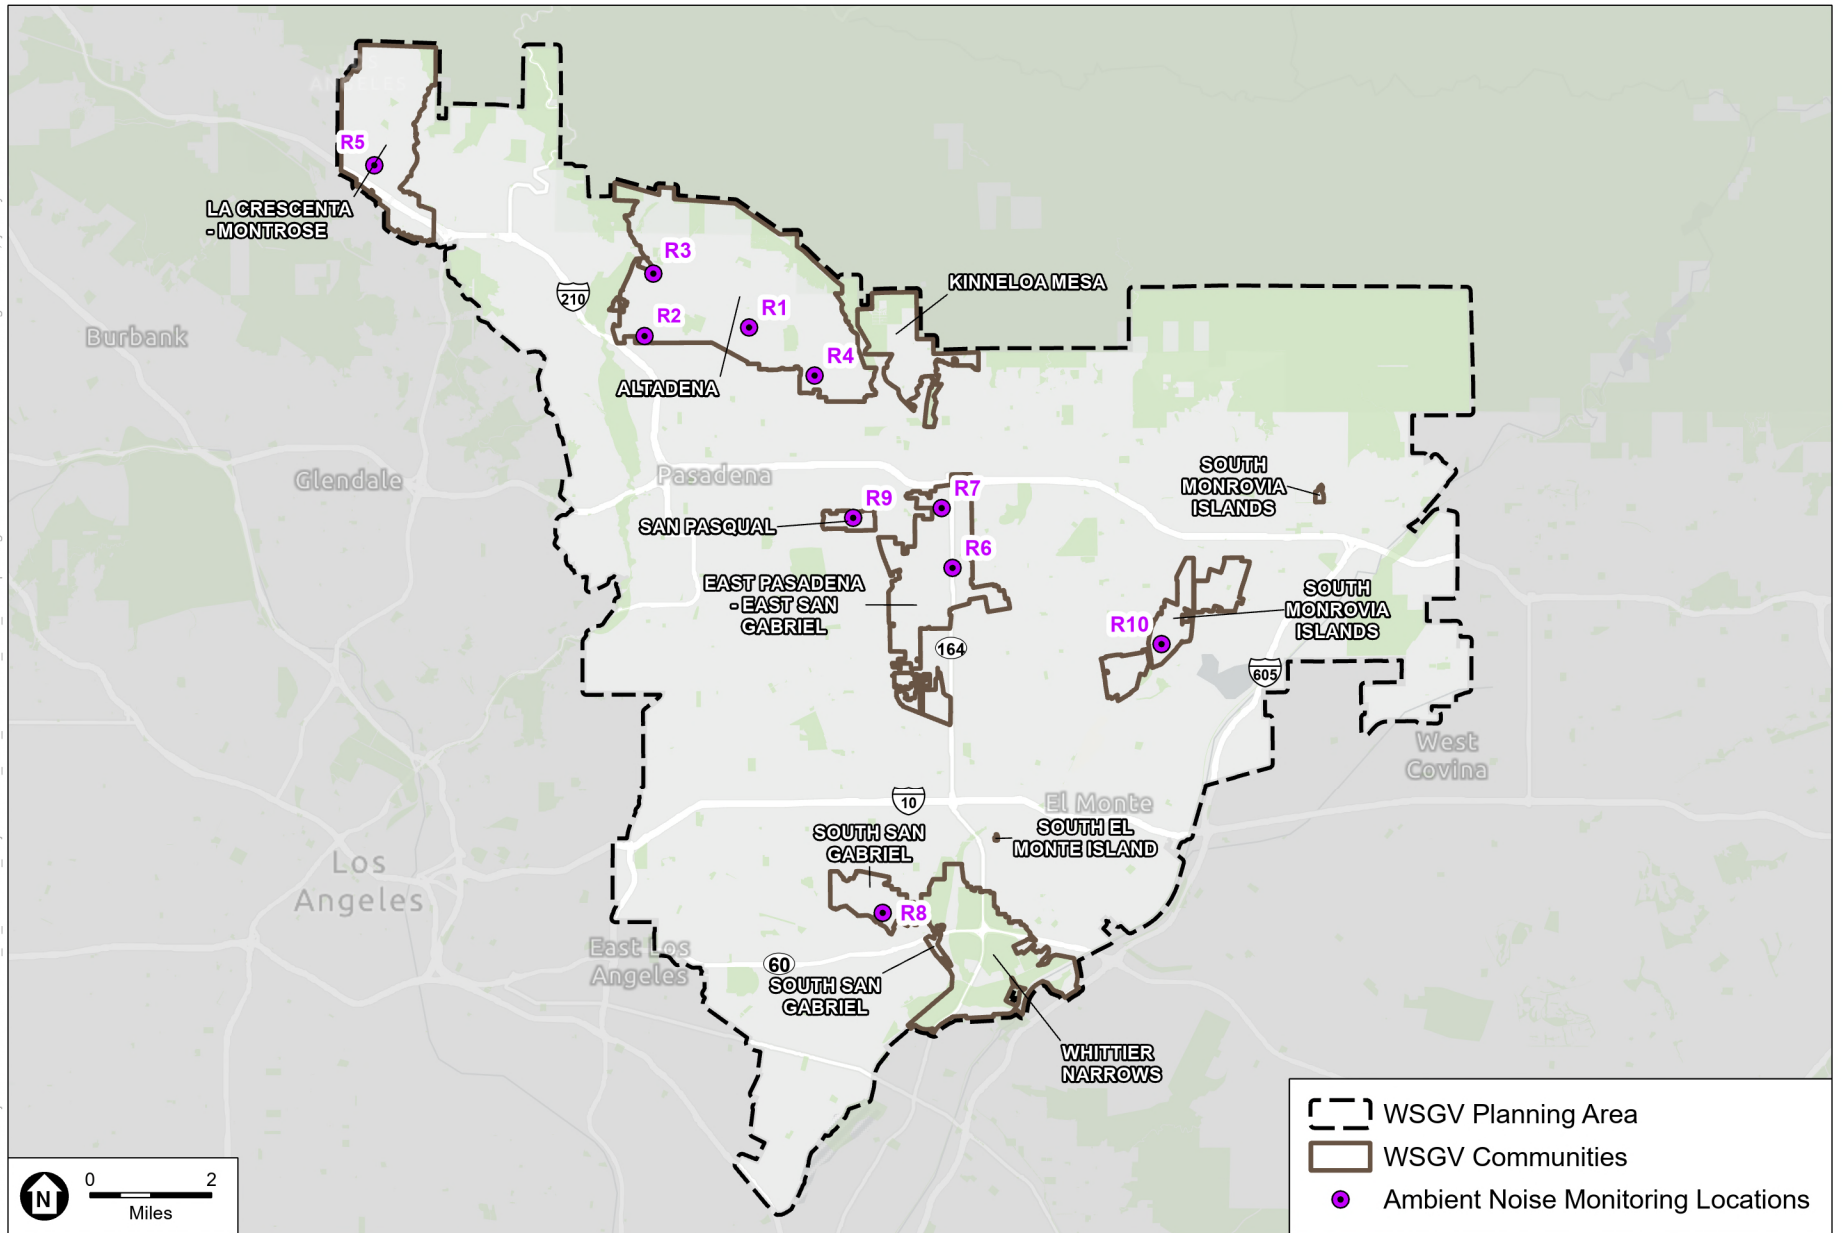 ANGELES
R5
LA CRESCENTA
- MONTROSE
R3
KINNELOA MESA
210
R2
R1
Burbank
R4
ALTADENA
SOUTH
MONROVIA
ISLANDS
Pasadena
Glendale
R9
R7
SAN PASQUAL
R6
EAST PASADENA
- EAST SAN
GABRIEL
SOUTH
MONROVIA
ISLANDS
R10
164
605
West
Covina
10
El Monte
SOUTH SAN
GABRIEL
SOUTH EL
MONTE ISLAND
Los
Angeles
R8
East Los
Angeles
60
SOUTH SAN
GABRIEL
WHITTIER
NARROWS
WSGV Planning Area
WSGV Communities
Ambient Noise Monitoring Locations
N
0 2
Miles